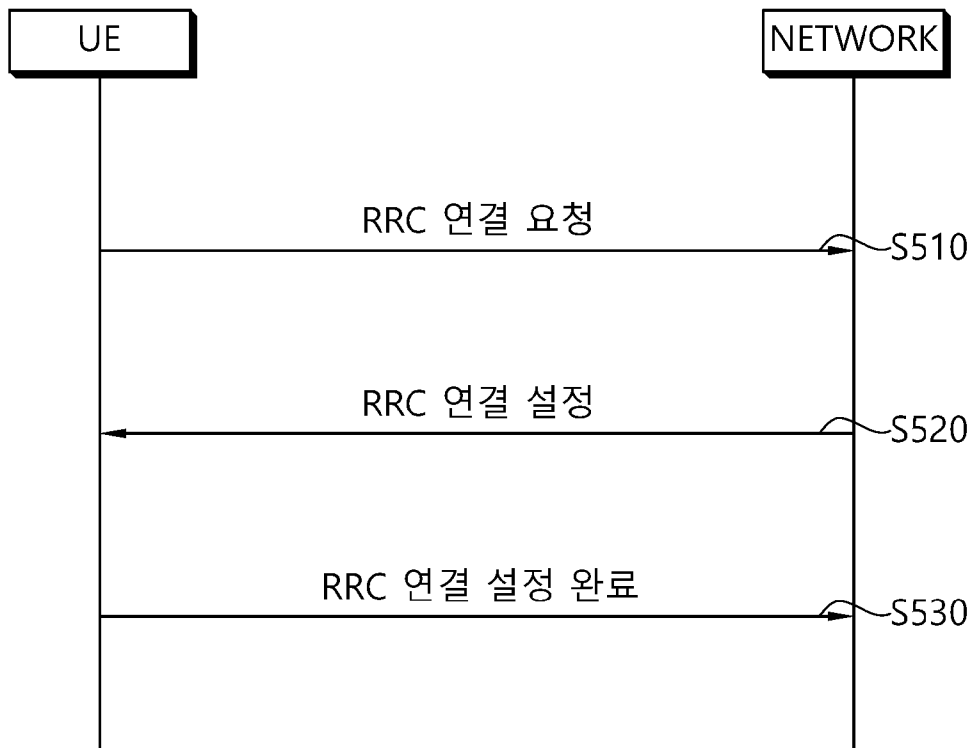 UE
NETWORK
RRC 연결 요청
S510
RRC 연결 설정
S520
RRC 연결 설정 완료
S530